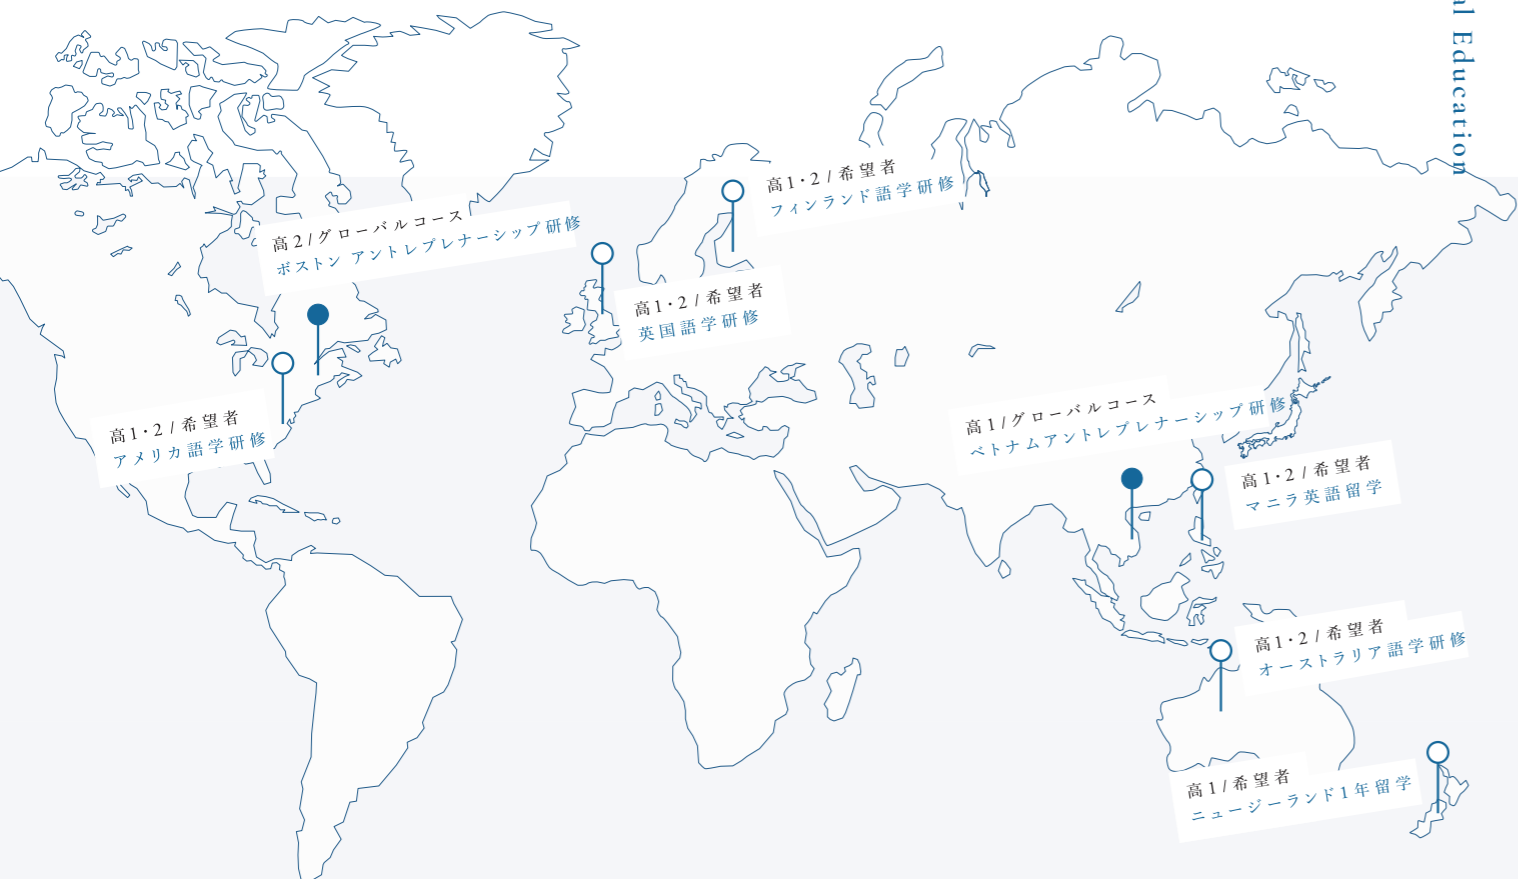 al Education
高1・2/希望者
フィンランド語学研修
高2/グローバルコース
ボストン アントレプレナーシップ研修
高1・2/希望者
英国語学研修
高1・2/希望者
アメリカ語学研修
高1/グローバルコース
ベトナムアントレプレナーシップ研修
高1・2/希望者
マニラ英語留学
高1・2/希望者
オーストラリア語学研修
高1/希望者
ニュージーランド1年留学